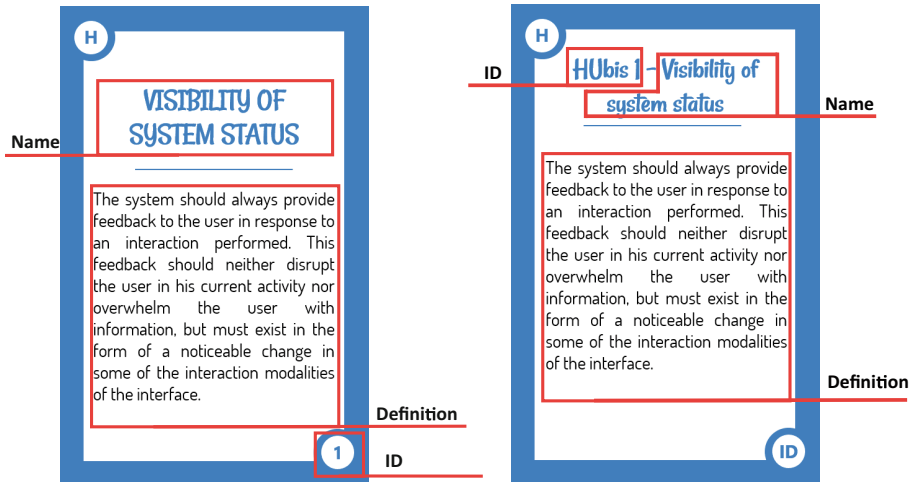 H
VISIBILITY OF
SYSTEM STATUS
Name
The system should always provide
feedback to the user in response to
an interaction performed. This
feedback should neither disrupt
the user in his current activity nor
overwhelm the user with
information, but must exist in the
form of a noticeable change in
some of the interaction modalities
of the interface.
Definition
1
ID
H
ID
HUbis 1 - Visibility of
system status
Name
The system should always provide
feedback to the user in response to
an interaction performed. This
feedback should neither disrupt
the user in his current activity nor
overwhelm the user with
information, but must exist in the
form of a noticeable change in
some of the interaction modalities
of the interface.
Definition
ID